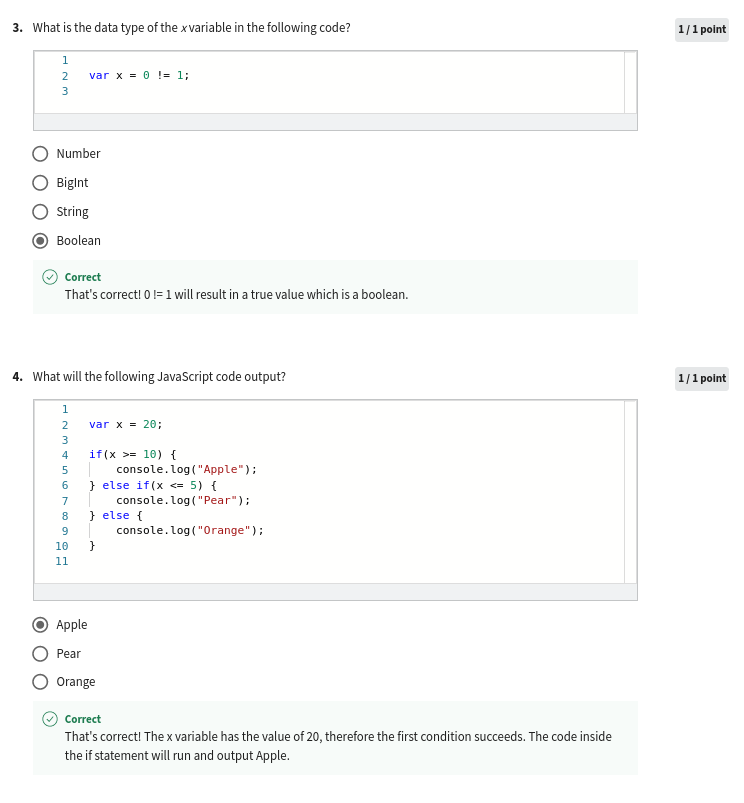 3. What is the data type of the x variable in the following code?
1 / 1 point
1
2 var x = 0 != 1;
3
Number
BigInt
String
Boolean
Correct
That's correct! 0 != 1 will result in a true value which is a boolean.
4. What will the following JavaScript code output?
1 / 1 point
1
2 var x = 20;
3
4 if(x >= 10) {
5     console.log("Apple");
6 } else if(x <= 5) {
7     console.log("Pear");
8 } else {
9     console.log("Orange");
10 }
11
Apple
Pear
Orange
Correct
That's correct! The x variable has the value of 20, therefore the first condition succeeds. The code inside
the if statement will run and output Apple.